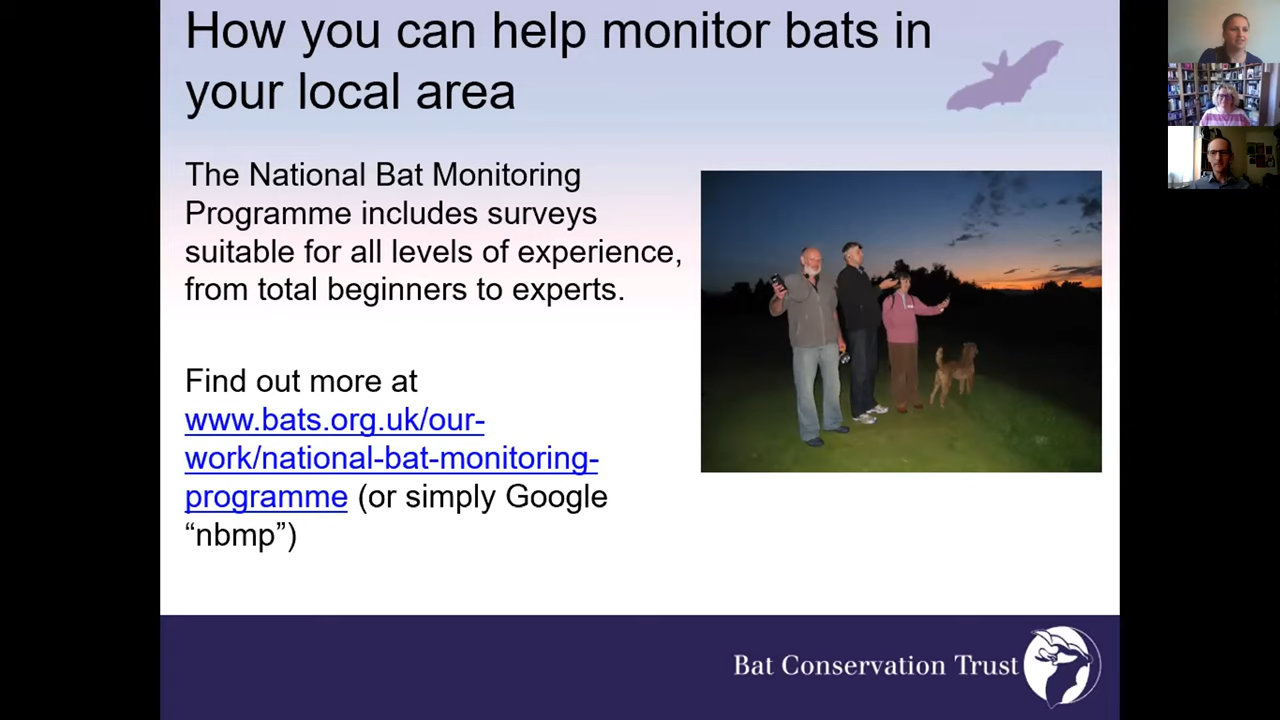 How you can help monitor bats in
your local area
The National Bat Monitoring
Programme includes surveys
suitable for all levels of experience,
from total beginners to experts.
Find out more at
www.bats.org.uk/our-
work/national-bat-monitoring-
programme (or simply Google
“nbmp”)
Bat Conservation Trust